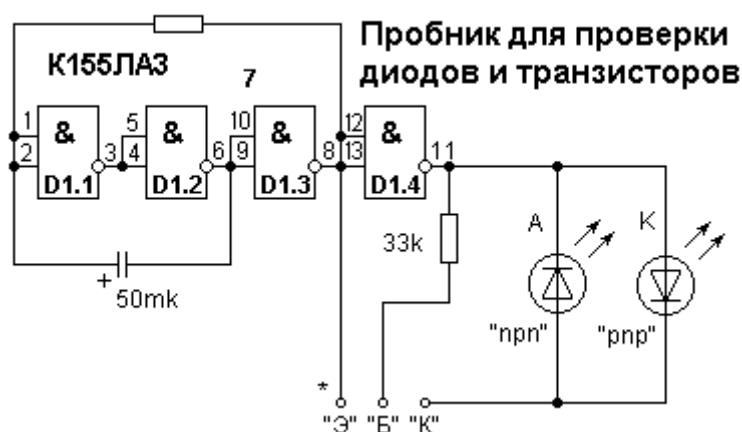 Пробник для проверки
диодов и транзисторов
К155ЛА3
7
1
2
&
D1.1
3
5
4
&
D1.2
6
10
9
&
D1.3
8
12
13
&
D1.4
11
+
50mk
33k
А
К
"npn"
"pnp"
*
"Э" "Б" "К"